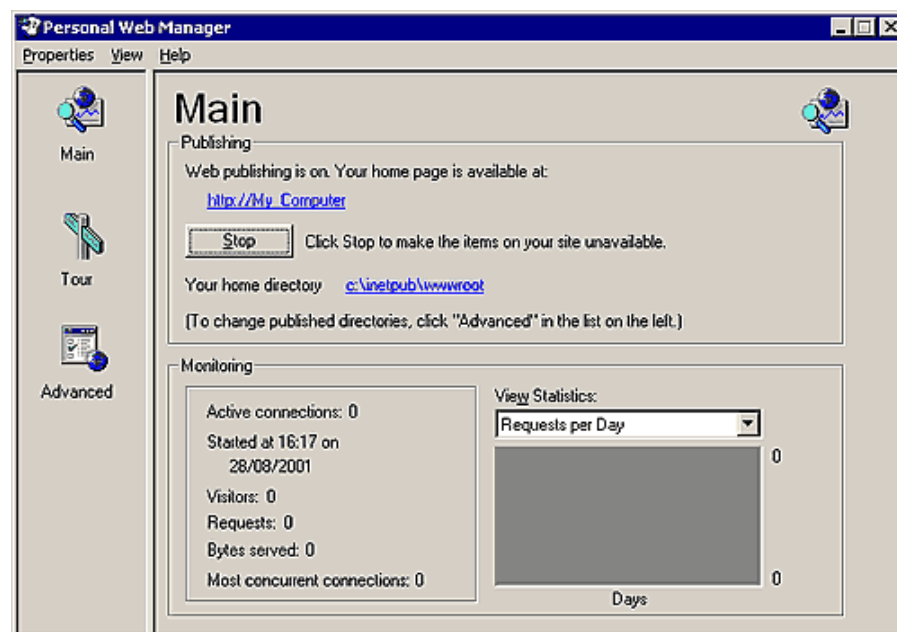 Personal Web Manager
Properties View Help
Main
Tour
Advanced
Main
Publishing
Web publishing is on. Your home page is available at:
http://My_Computer
Stop Click Stop to make the items on your site unavailable.
Your home directory c:\inetpub\wwwroot
(To change published directories, click "Advanced" in the list on the left.)
Monitoring
Active connections: 0
Started at 16:17 on
28/08/2001
Visitors: 0
Requests: 0
Bytes served: 0
Most concurrent connections: 0
View Statistics:
Requests per Day
0
0
Days